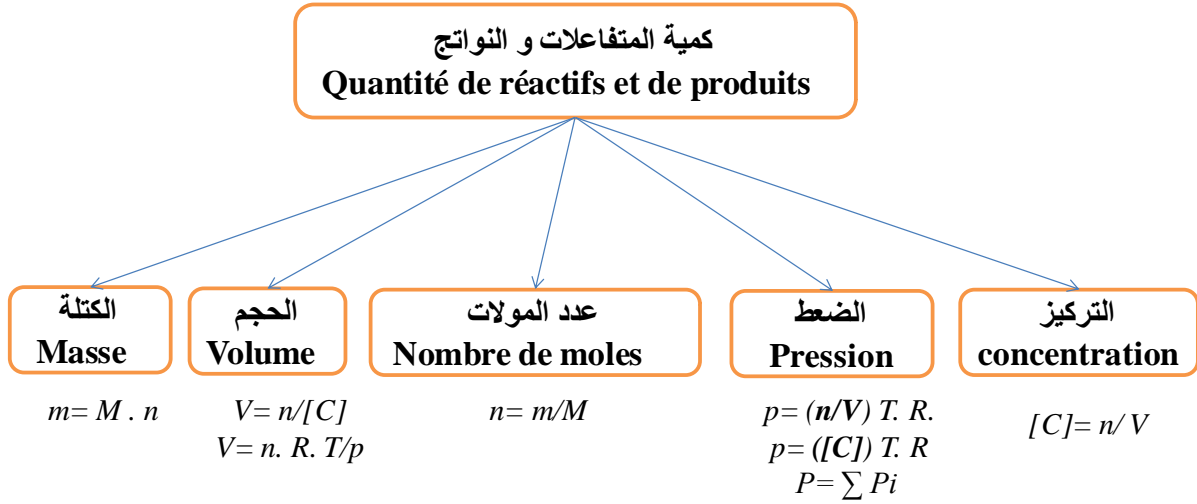 كمية المتفاعلات و النواتج
Quantité de réactifs et de produits
الكتلة
Masse
m= M . n
الحجم
Volume
V= n/[C]
V= n. R. T/p
عدد المولات
Nombre de moles
n= m/M
الضعط
Pression
p= (n/V) T. R.
p= ([C]) T. R
P= ∑ Pi
التركيز
concentration
[C]= n/ V